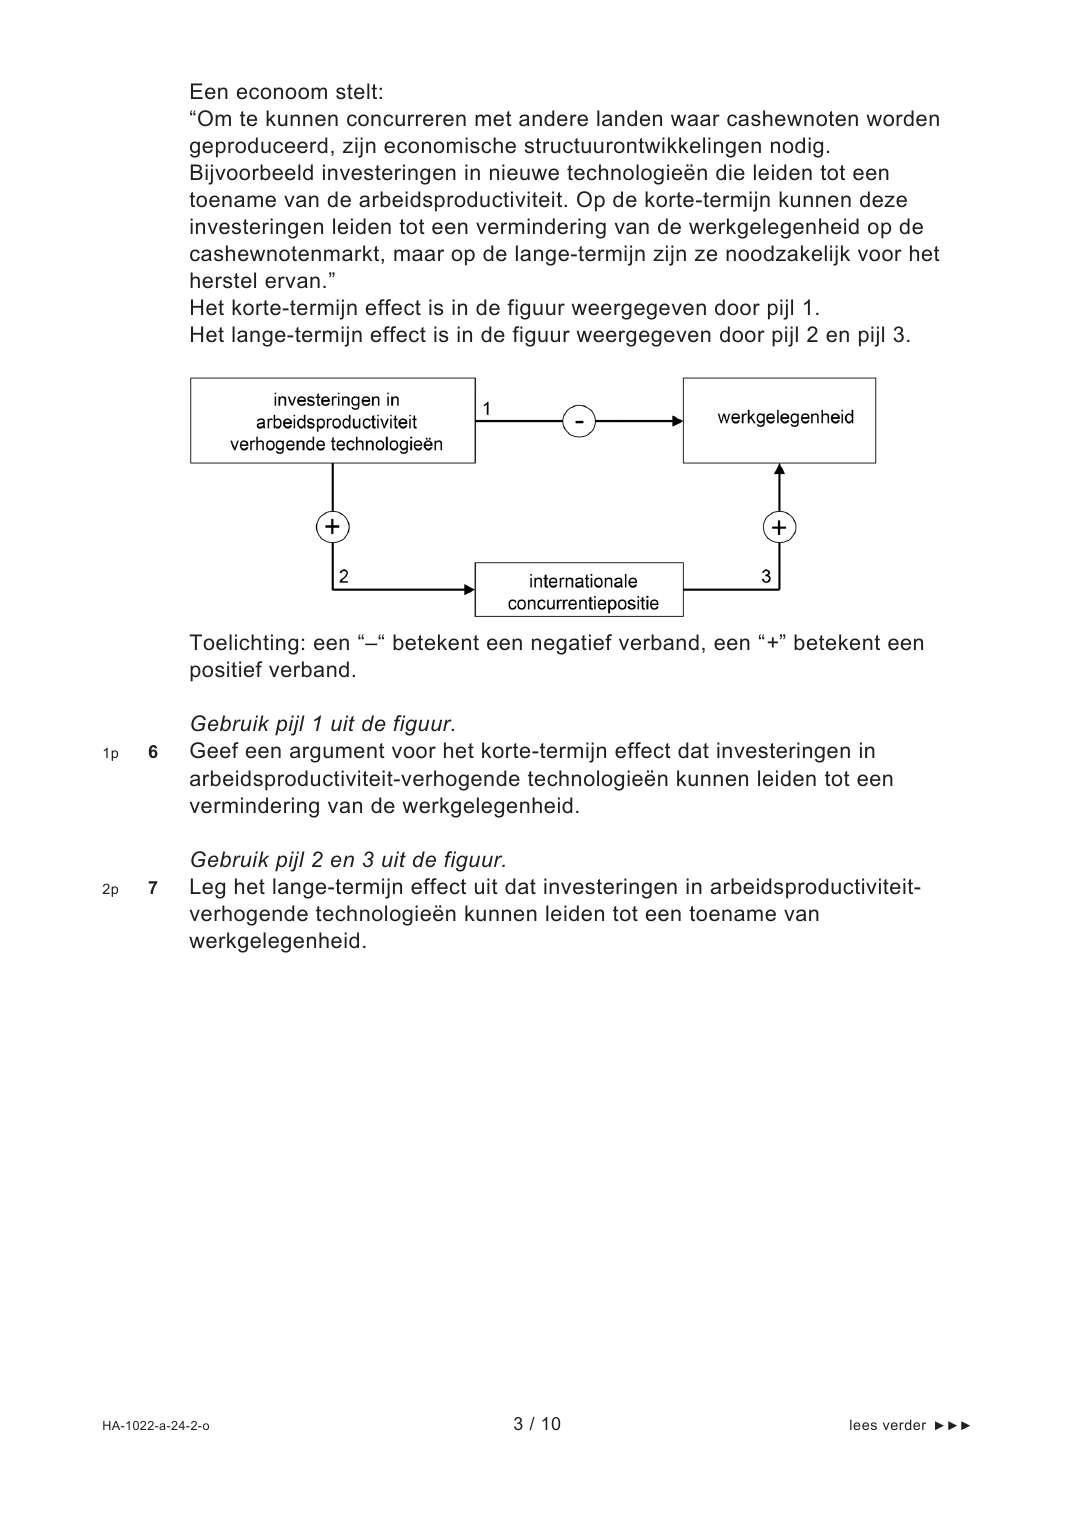 Een econoom stelt:
“Om te kunnen concurreren met andere landen waar cashewnoten worden
geproduceerd, zijn economische structuurontwikkelingen nodig.
Bijvoorbeeld investeringen in nieuwe technologieën die leiden tot een
toename van de arbeidsproductiviteit. Op de korte-termijn kunnen deze
investeringen leiden tot een vermindering van de werkgelegenheid op de
cashewnotenmarkt, maar op de lange-termijn zijn ze noodzakelijk voor het
herstel ervan.”
Het korte-termijn effect is in de figuur weergegeven door pijl 1.
Het lange-termijn effect is in de figuur weergegeven door pijl 2 en pijl 3.
investeringen in
arbeidsproductiviteit
verhogende technologieën
1
-
werkgelegenheid
+
+
2
internationale
concurrentiepositie
3
Toelichting: een “–“ betekent een negatief verband, een “+” betekent een
positief verband.
Gebruik pijl 1 uit de figuur.
1p 6 Geef een argument voor het korte-termijn effect dat investeringen in
arbeidsproductiviteit-verhogende technologieën kunnen leiden tot een
vermindering van de werkgelegenheid.
Gebruik pijl 2 en 3 uit de figuur.
2p 7 Leg het lange-termijn effect uit dat investeringen in arbeidsproductiviteit-
verhogende technologieën kunnen leiden tot een toename van
werkgelegenheid.
HA-1022-a-24-2-o 3 / 10 lees verder ►►►